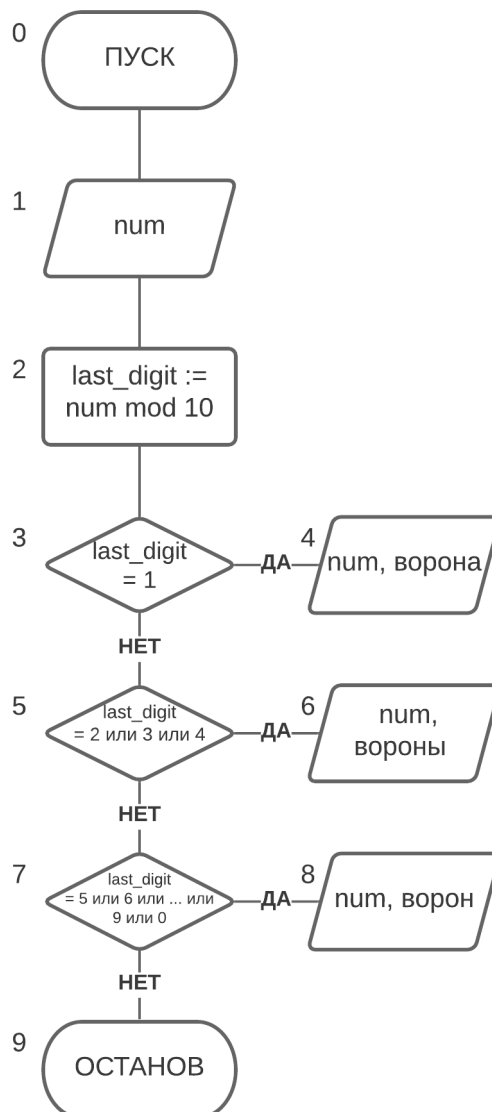 0
ПУСК
1
num
2
last_digit :=
num mod 10
3
last_digit
= 1
ДА
4
num, ворона
НЕТ
5
last_digit
= 2 или 3 или 4
ДА
6
num,
вороны
НЕТ
7
last_digit
= 5 или 6 или ... или
9 или 0
ДА
8
num, ворон
НЕТ
9
ОСТАНОВ